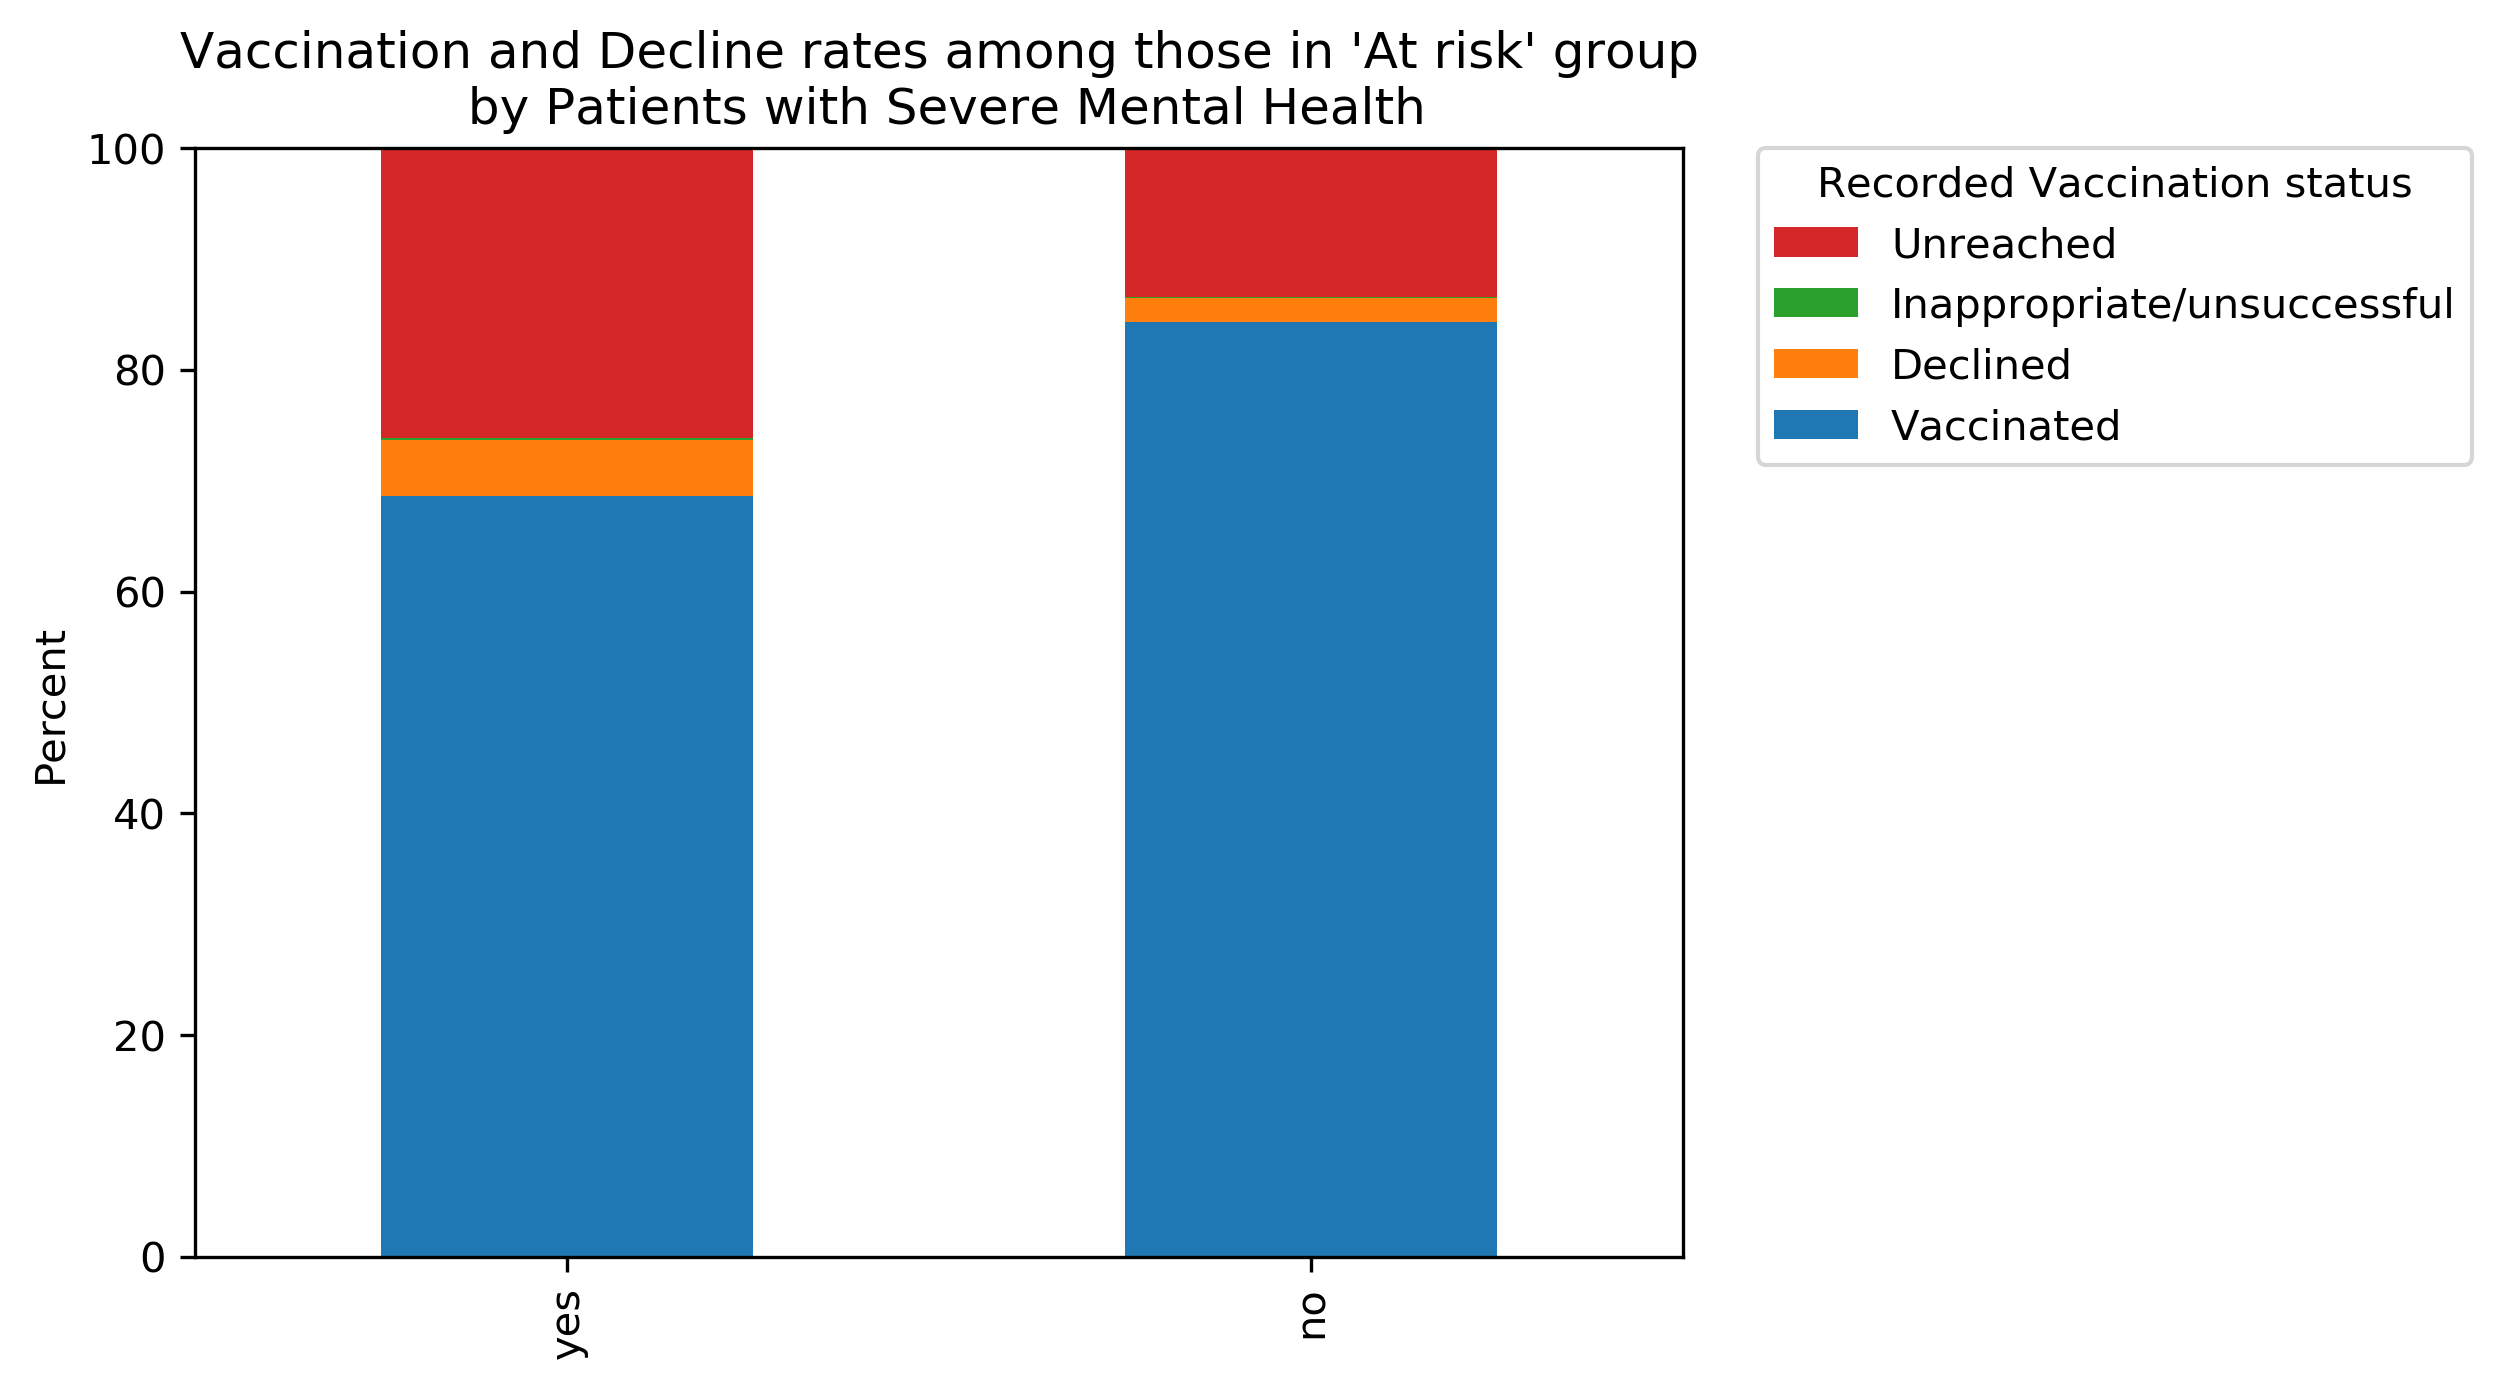 Vaccination and Decline rates among those in 'At risk' group
by Patients with Severe Mental Health
100
80
60
40
20
0
Percent
yes
no
Recorded Vaccination status
Unreached
Inappropriate/unsuccessful
Declined
Vaccinated